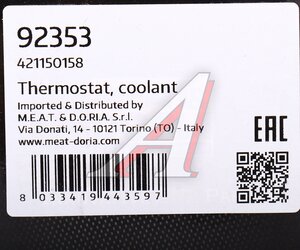 92353
421150158
Thermostat, coolant
Imported & Distributed by
M.E.A.T. & D.O.R.I.A. S.r.l.
Via Donati, 14 - 10121 Torino (TO) - Italy
www.meat-doria.com
EAC
8 033419 443597